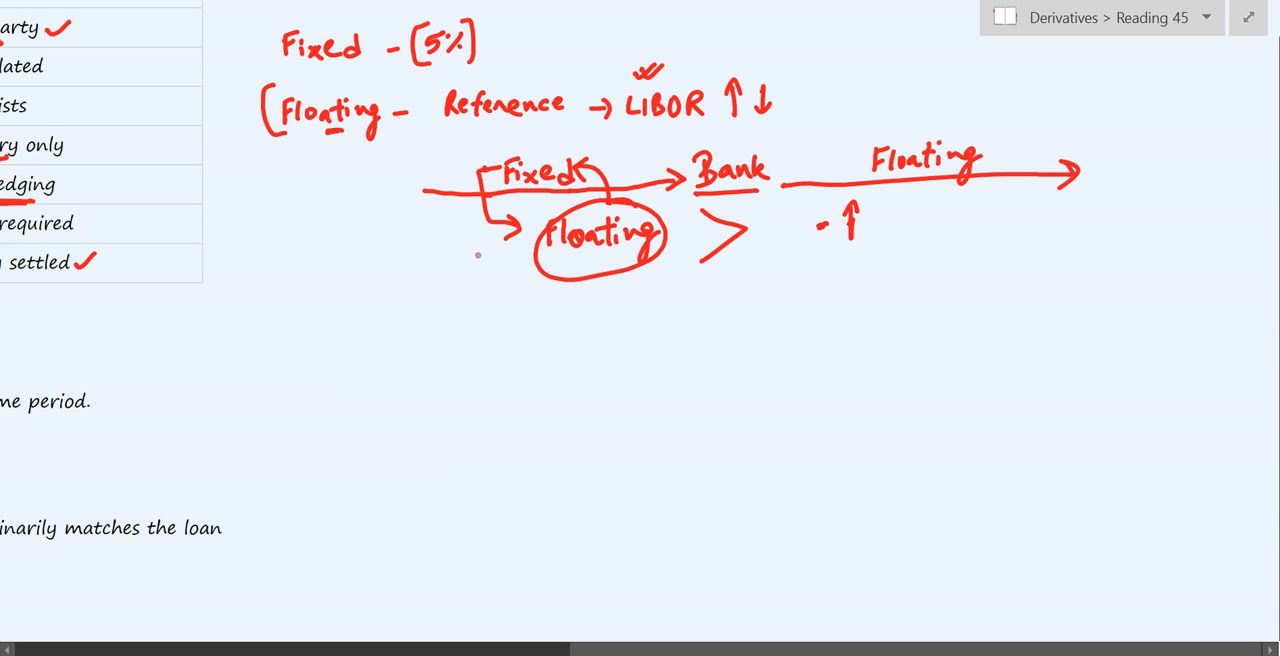 Derivatives > Reading 45
Fixed - [5%]
Floating - Reference → LIBOR ↑ ↓
Fixed → Bank Floating →
Floating > - ↑
arty ✓
lated
ists
ry only
edging
required
settled ✓
me period.
inarily matches the loan